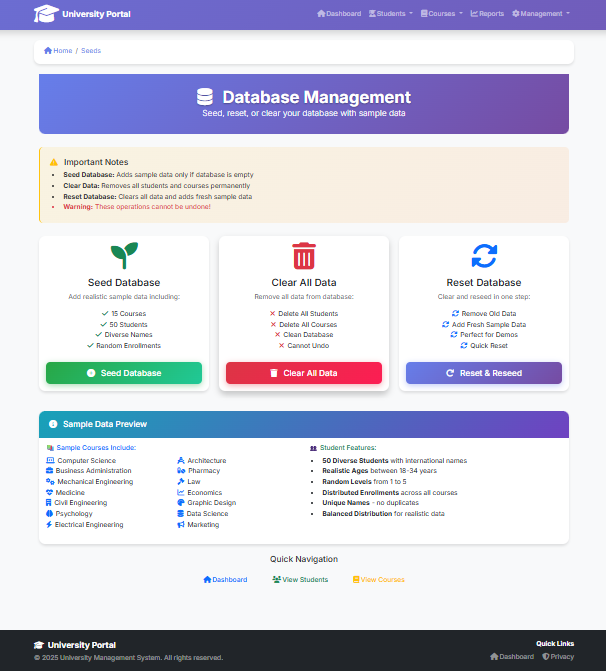 University Portal
Dashboard Students Courses Reports Management
Home / Seeds
Database Management
Seed, reset, or clear your database with sample data
Important Notes
Seed Database: Adds sample data only if database is empty
Clear Data: Removes all students and courses permanently
Reset Database: Clears all data and adds fresh sample data
Warning: These operations cannot be undone!
Seed Database
Add realistic sample data including:
15 Courses
50 Students
Diverse Names
Random Enrollments
Seed Database
Clear All Data
Remove all data from database:
Delete All Students
Delete All Courses
Clean Database
Cannot Undo
Clear All Data
Reset Database
Clear and reseed in one step:
Remove Old Data
Add Fresh Sample Data
Perfect for Demos
Quick Reset
Reset & Reseed
Sample Data Preview
Sample Courses Include:
Computer Science
Business Administration
Mechanical Engineering
Medicine
Civil Engineering
Psychology
Electrical Engineering
Architecture
Pharmacy
Law
Economics
Graphic Design
Data Science
Marketing
Student Features:
50 Diverse Students with international names
Realistic Ages between 18-34 years
Random Levels from 1 to 5
Distributed Enrollments across all courses
Unique Names - no duplicates
Balanced Distribution for realistic data
Quick Navigation
Dashboard View Students View Courses
University Portal
© 2025 University Management System. All rights reserved.
Quick Links
Dashboard Privacy